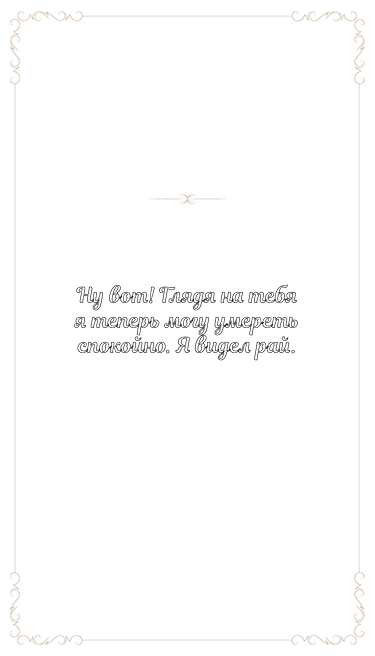 Ну вот! Глядя на тебя
я теперь могу умереть
спокойно. Я видел рай.